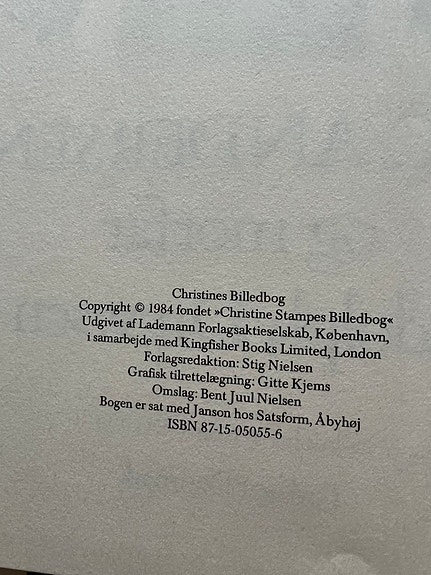 Christines Billedbog
Copyright © 1984 fondet »Christine Stampes Billedbog«
Udgivet af Lademann Forlagsaktieselskab, København,
i samarbejde med Kingfisher Books Limited, London
Forlagsredaktion: Stig Nielsen
Grafisk tilrettelægning: Gitte Kjems
Omslag: Bent Juul Nielsen
Bogen er sat med Janson hos Satsform, Åbyhøj
ISBN 87-15-05055-6